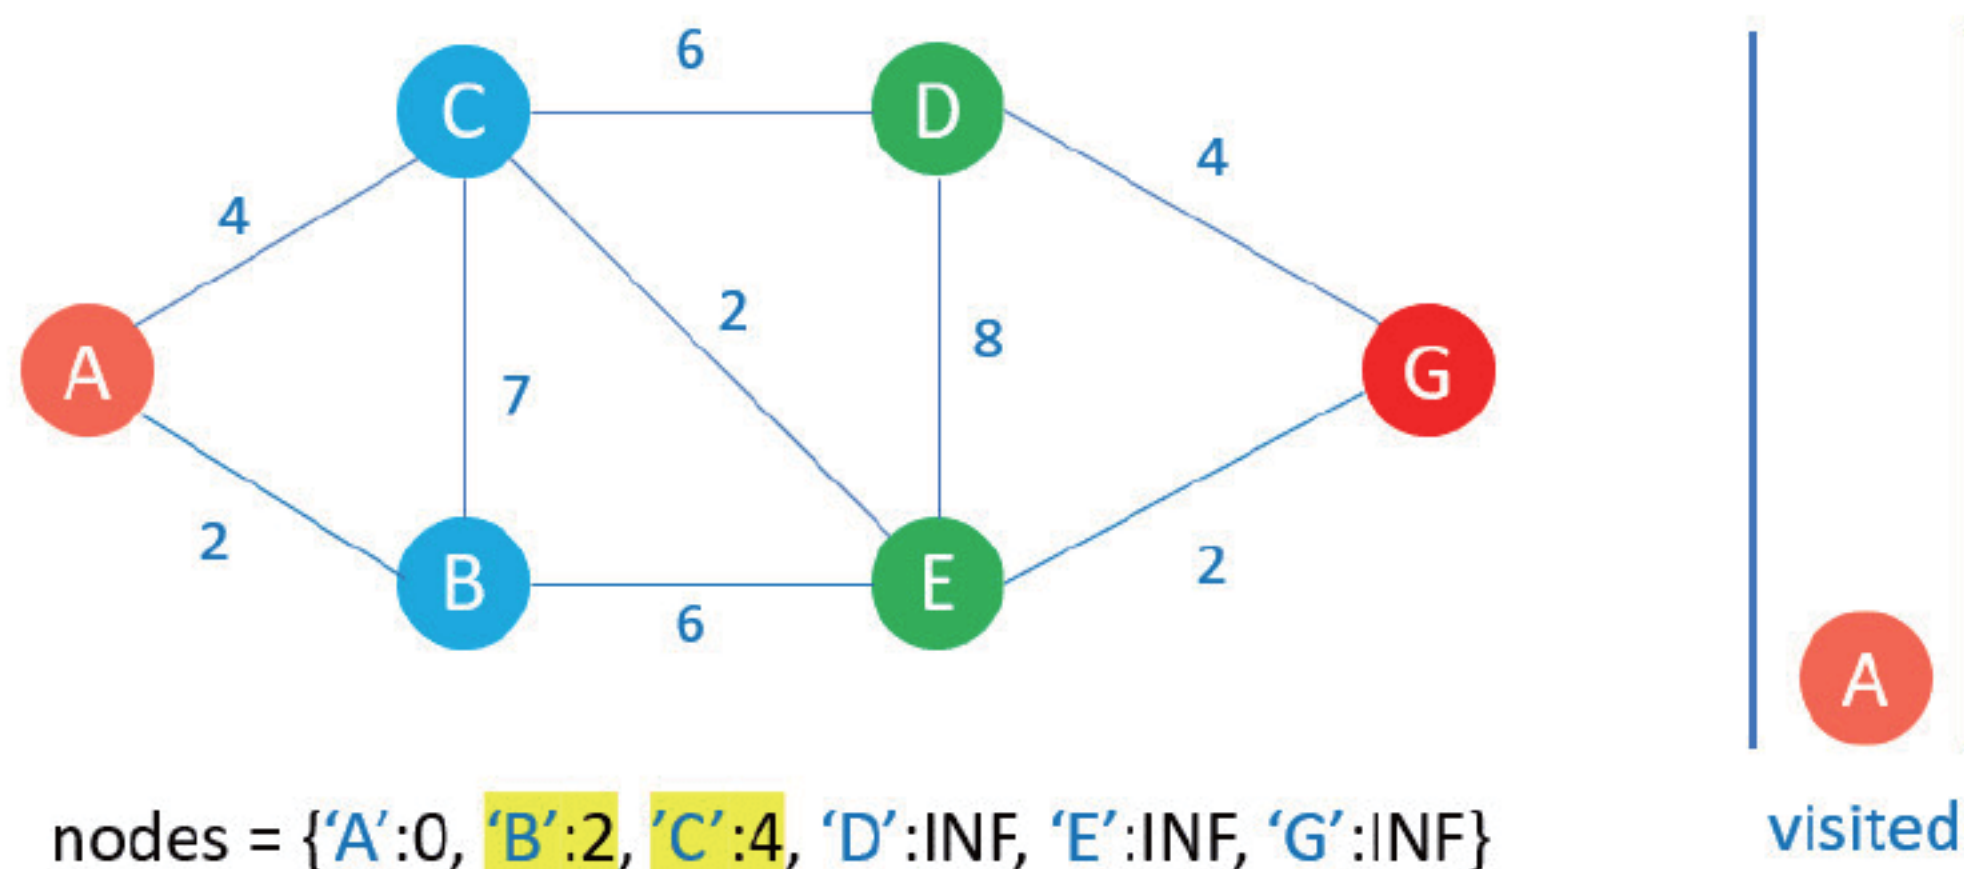 6
C
D
4
4
2
8
A
G
7
2
2
B
E
6
A
nodes = {‘A’:0, ‘B’:2, ’C’:4, ‘D’:INF, ‘E’:INF, ‘G’:INF}
visited